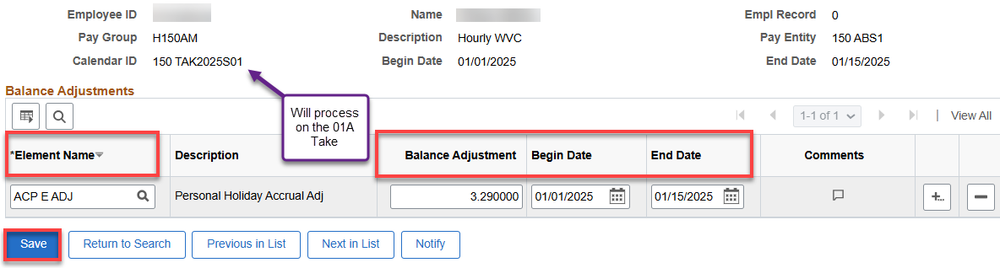 Employee ID Name Empl Record 0
Pay Group H150AM Description Hourly WVC Pay Entity 150 ABS1
Calendar ID 150 TAK2025S01 Begin Date 01/01/2025 End Date 01/15/2025
Balance Adjustments
Will process
on the 01A
Take
1-1 of 1 View All
*Element Name Description Balance Adjustment Begin Date End Date Comments
ACP E ADJ Personal Holiday Accrual Adj 3.290000 01/01/2025 01/15/2025
Save Return to Search Previous in List Next in List Notify